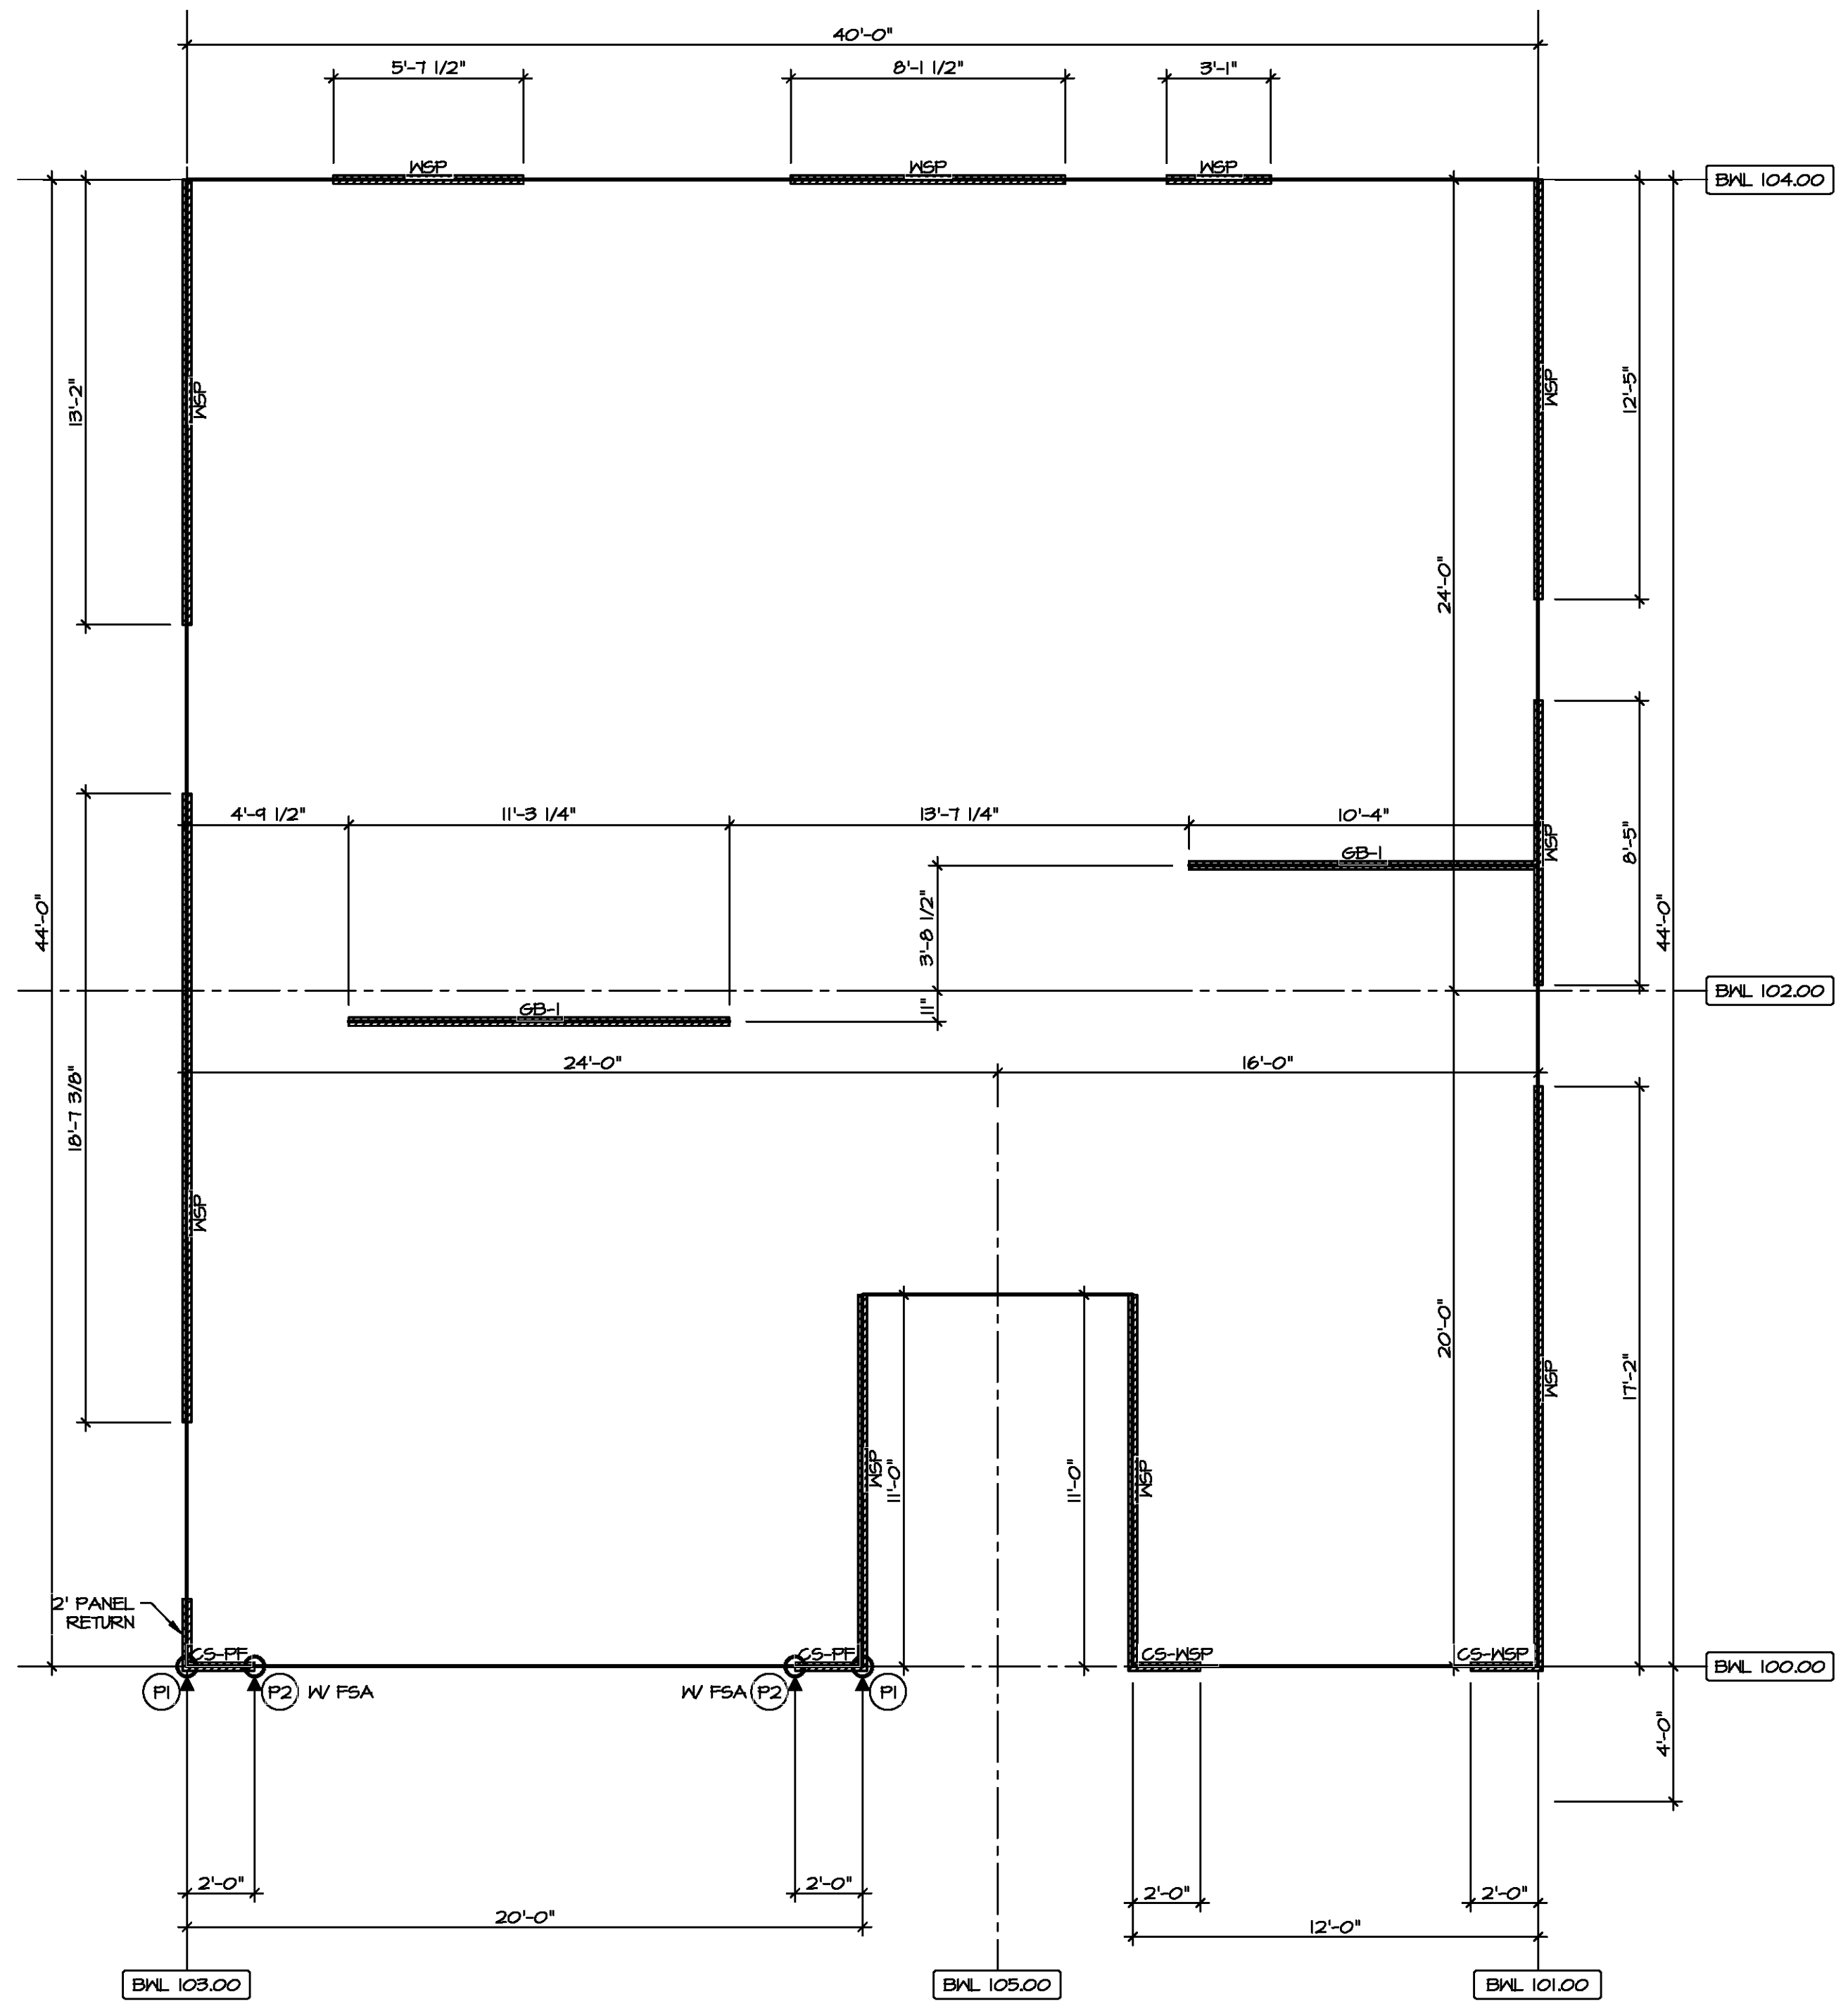 40'-0"
5'-7 1/2"
8'-1 1/2"
3'-1"
WSP
WSP
WSP
BWL 104.00
13'-2"
WSP
WSP
12'-5"
24'-0"
4'-9 1/2"
11'-3 1/4"
13'-7 1/4"
10'-4"
WSP
8'-5"
GB-1
44'-0"
3'-8 1/2"
44'-0"
BWL 102.00
GB-1
11"
24'-0"
16'-0"
18'-7 3/8"
WSP
20'-0"
17'-2"
WSP
WSP
11'-0"
11'-0"
WSP
2' PANEL
RETURN
CS-PF
CS-PF
CS-WSP
CS-WSP
BWL 100.00
P1
P2
W/ FSA
W/ FSA
P2
P1
4'-0"
2'-0"
2'-0"
2'-0"
2'-0"
20'-0"
12'-0"
BWL 103.00
BWL 105.00
BWL 101.00